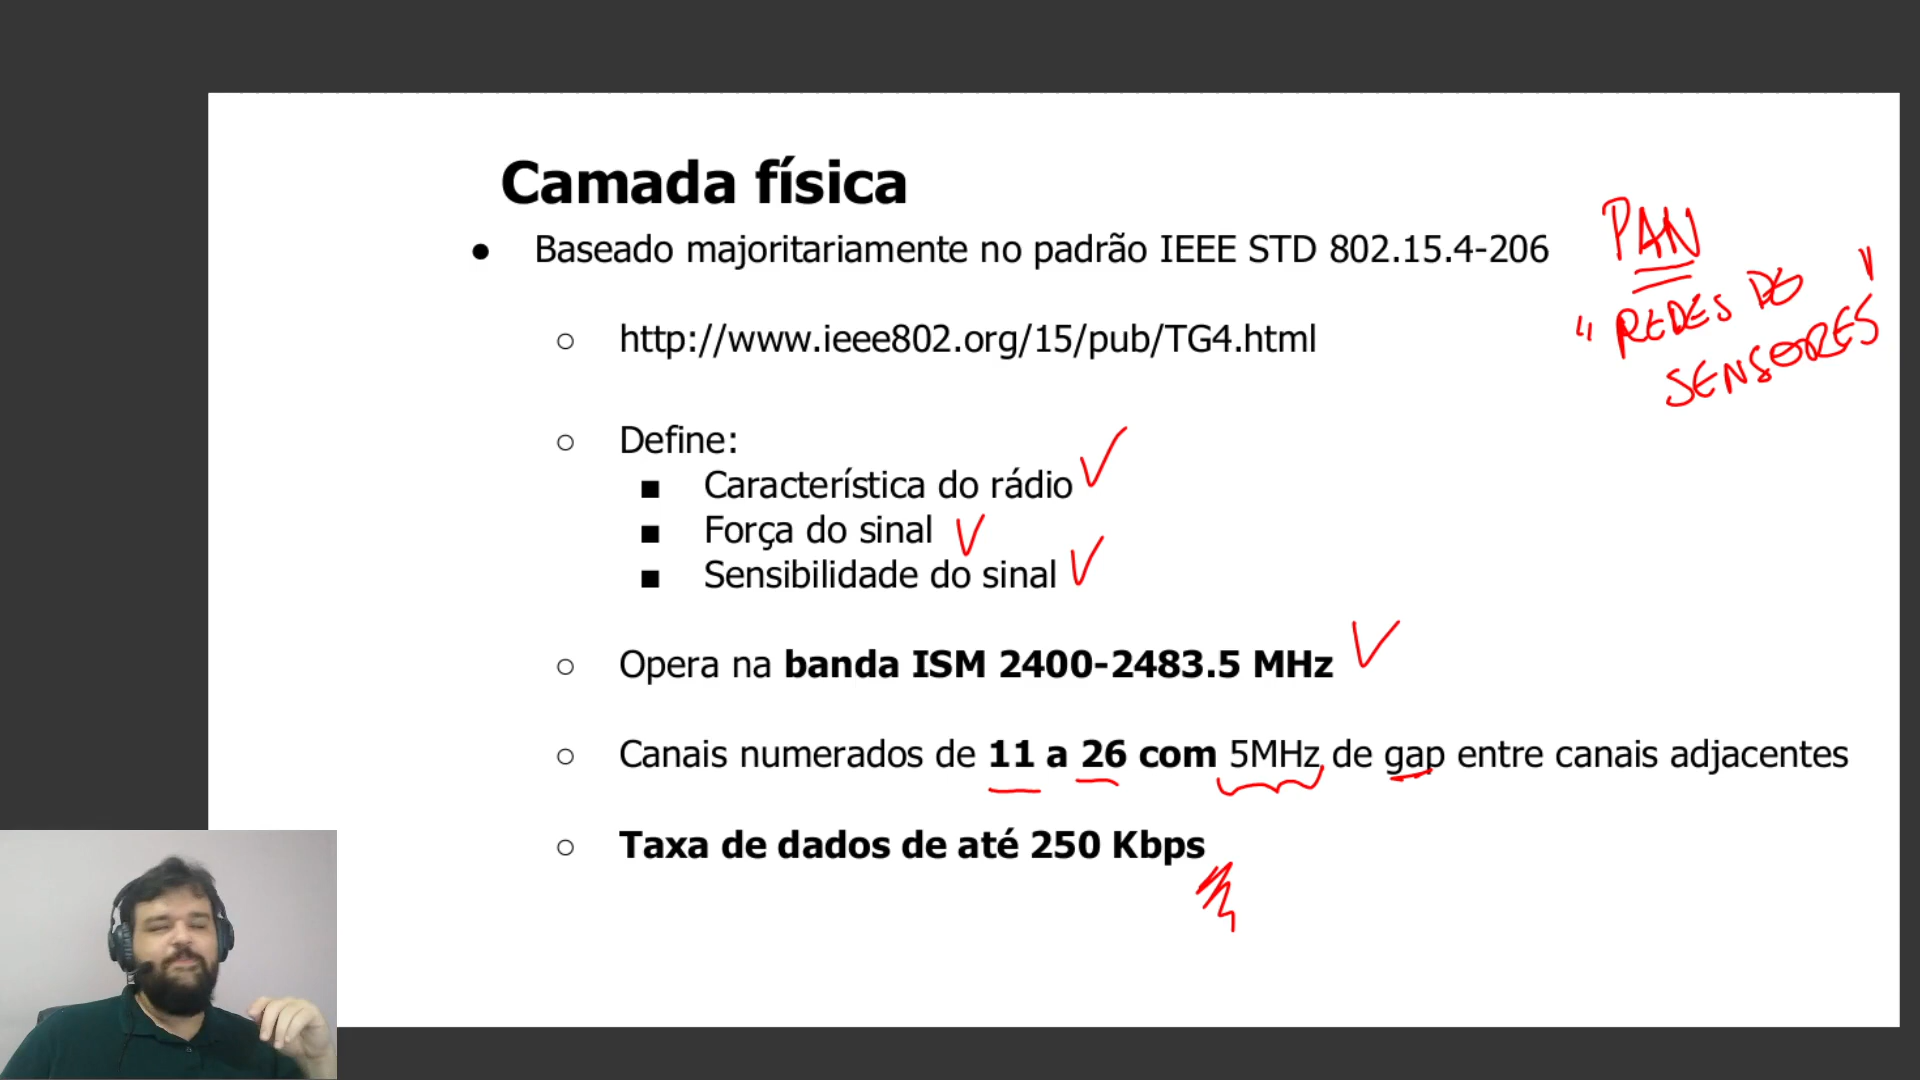 Camada física
● Baseado majoritariamente no padrão IEEE STD 802.15.4-206
PAN
"REDES DE
SENSORES"
○ http://www.ieee802.org/15/pub/TG4.html
○ Define:
■ Característica do rádio
■ Força do sinal
■ Sensibilidade do sinal
○ Opera na banda ISM 2400-2483.5 MHz
○ Canais numerados de 11 a 26 com 5MHz de gap entre canais adjacentes
○ Taxa de dados de até 250 Kbps